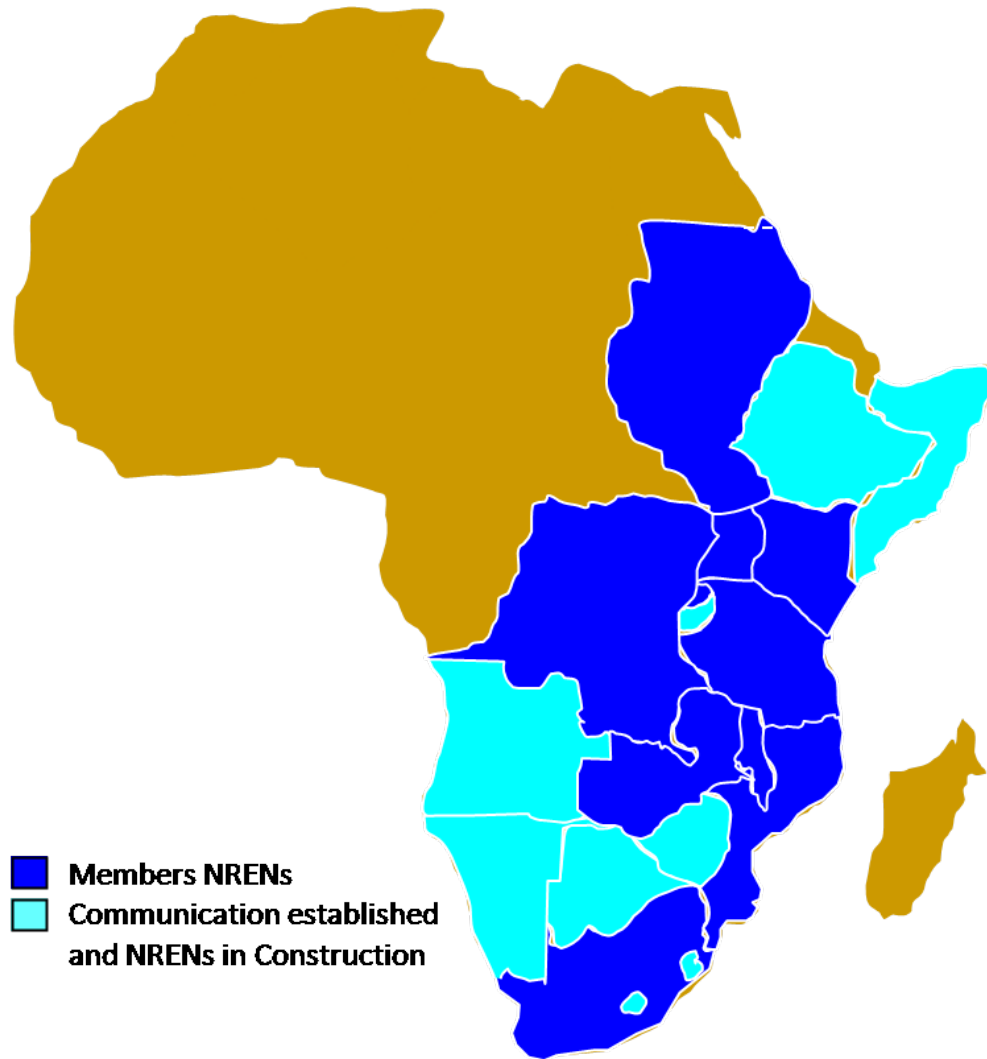 Members NRENs
Communication established
and NRENs in Construction